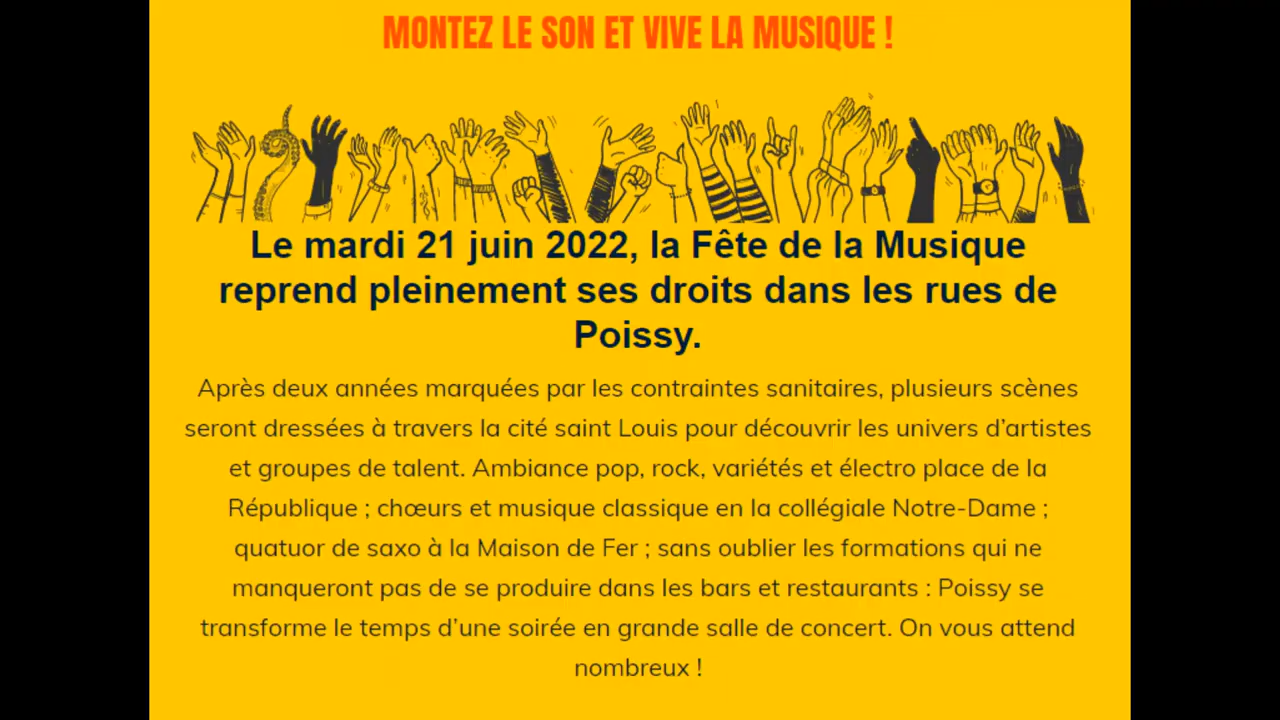 MONTEZ LE SON ET VIVE LA MUSIQUE !
Le mardi 21 juin 2022, la Fête de la Musique
reprend pleinement ses droits dans les rues de
Poissy.
Après deux années marquées par les contraintes sanitaires, plusieurs scènes
seront dressées à travers la cité saint Louis pour découvrir les univers d’artistes
et groupes de talent. Ambiance pop, rock, variétés et électro place de la
République ; chœurs et musique classique en la collégiale Notre-Dame ;
quatuor de saxo à la Maison de Fer ; sans oublier les formations qui ne
manqueront pas de se produire dans les bars et restaurants : Poissy se
transforme le temps d’une soirée en grande salle de concert. On vous attend
nombreux !